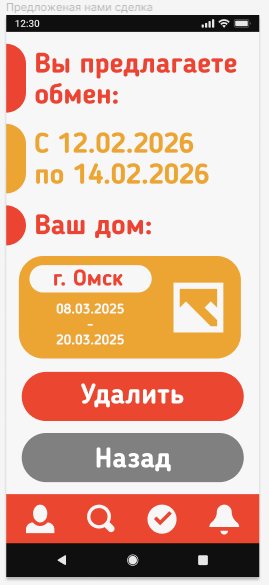 Предложеная нами сделка
12:30
Вы предлагаете
обмен:
С 12.02.2026
по 14.02.2026
Ваш дом:
г. Омск
08.03.2025
-
20.03.2025
Удалить
Назад